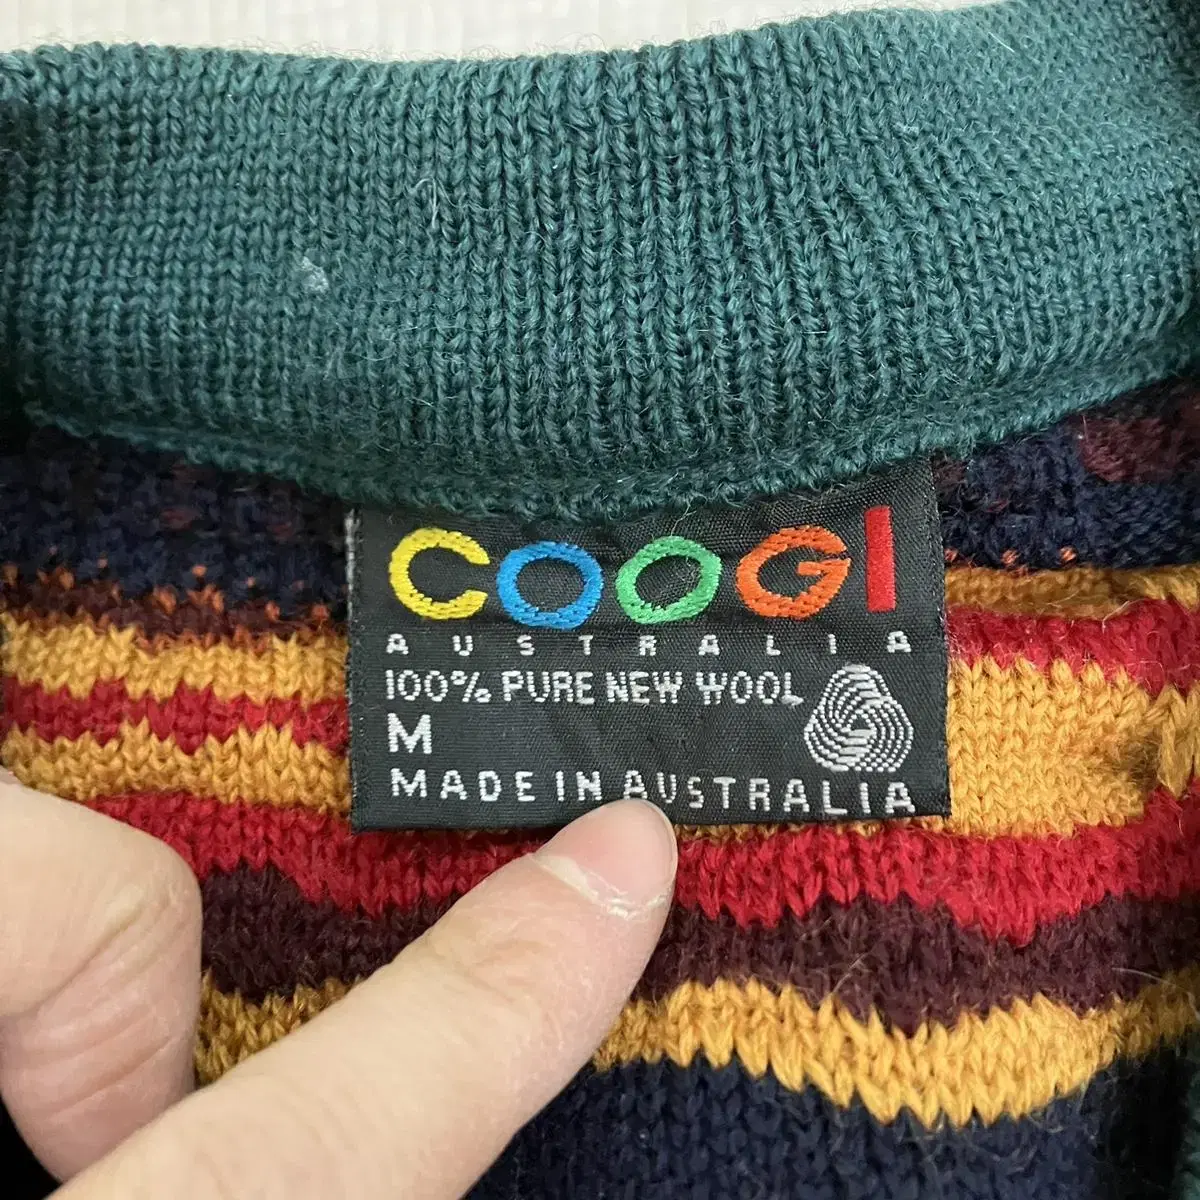 COOGI
AUSTRALIA
100% PURE NEW WOOL
M
MADE IN AUSTRALIA